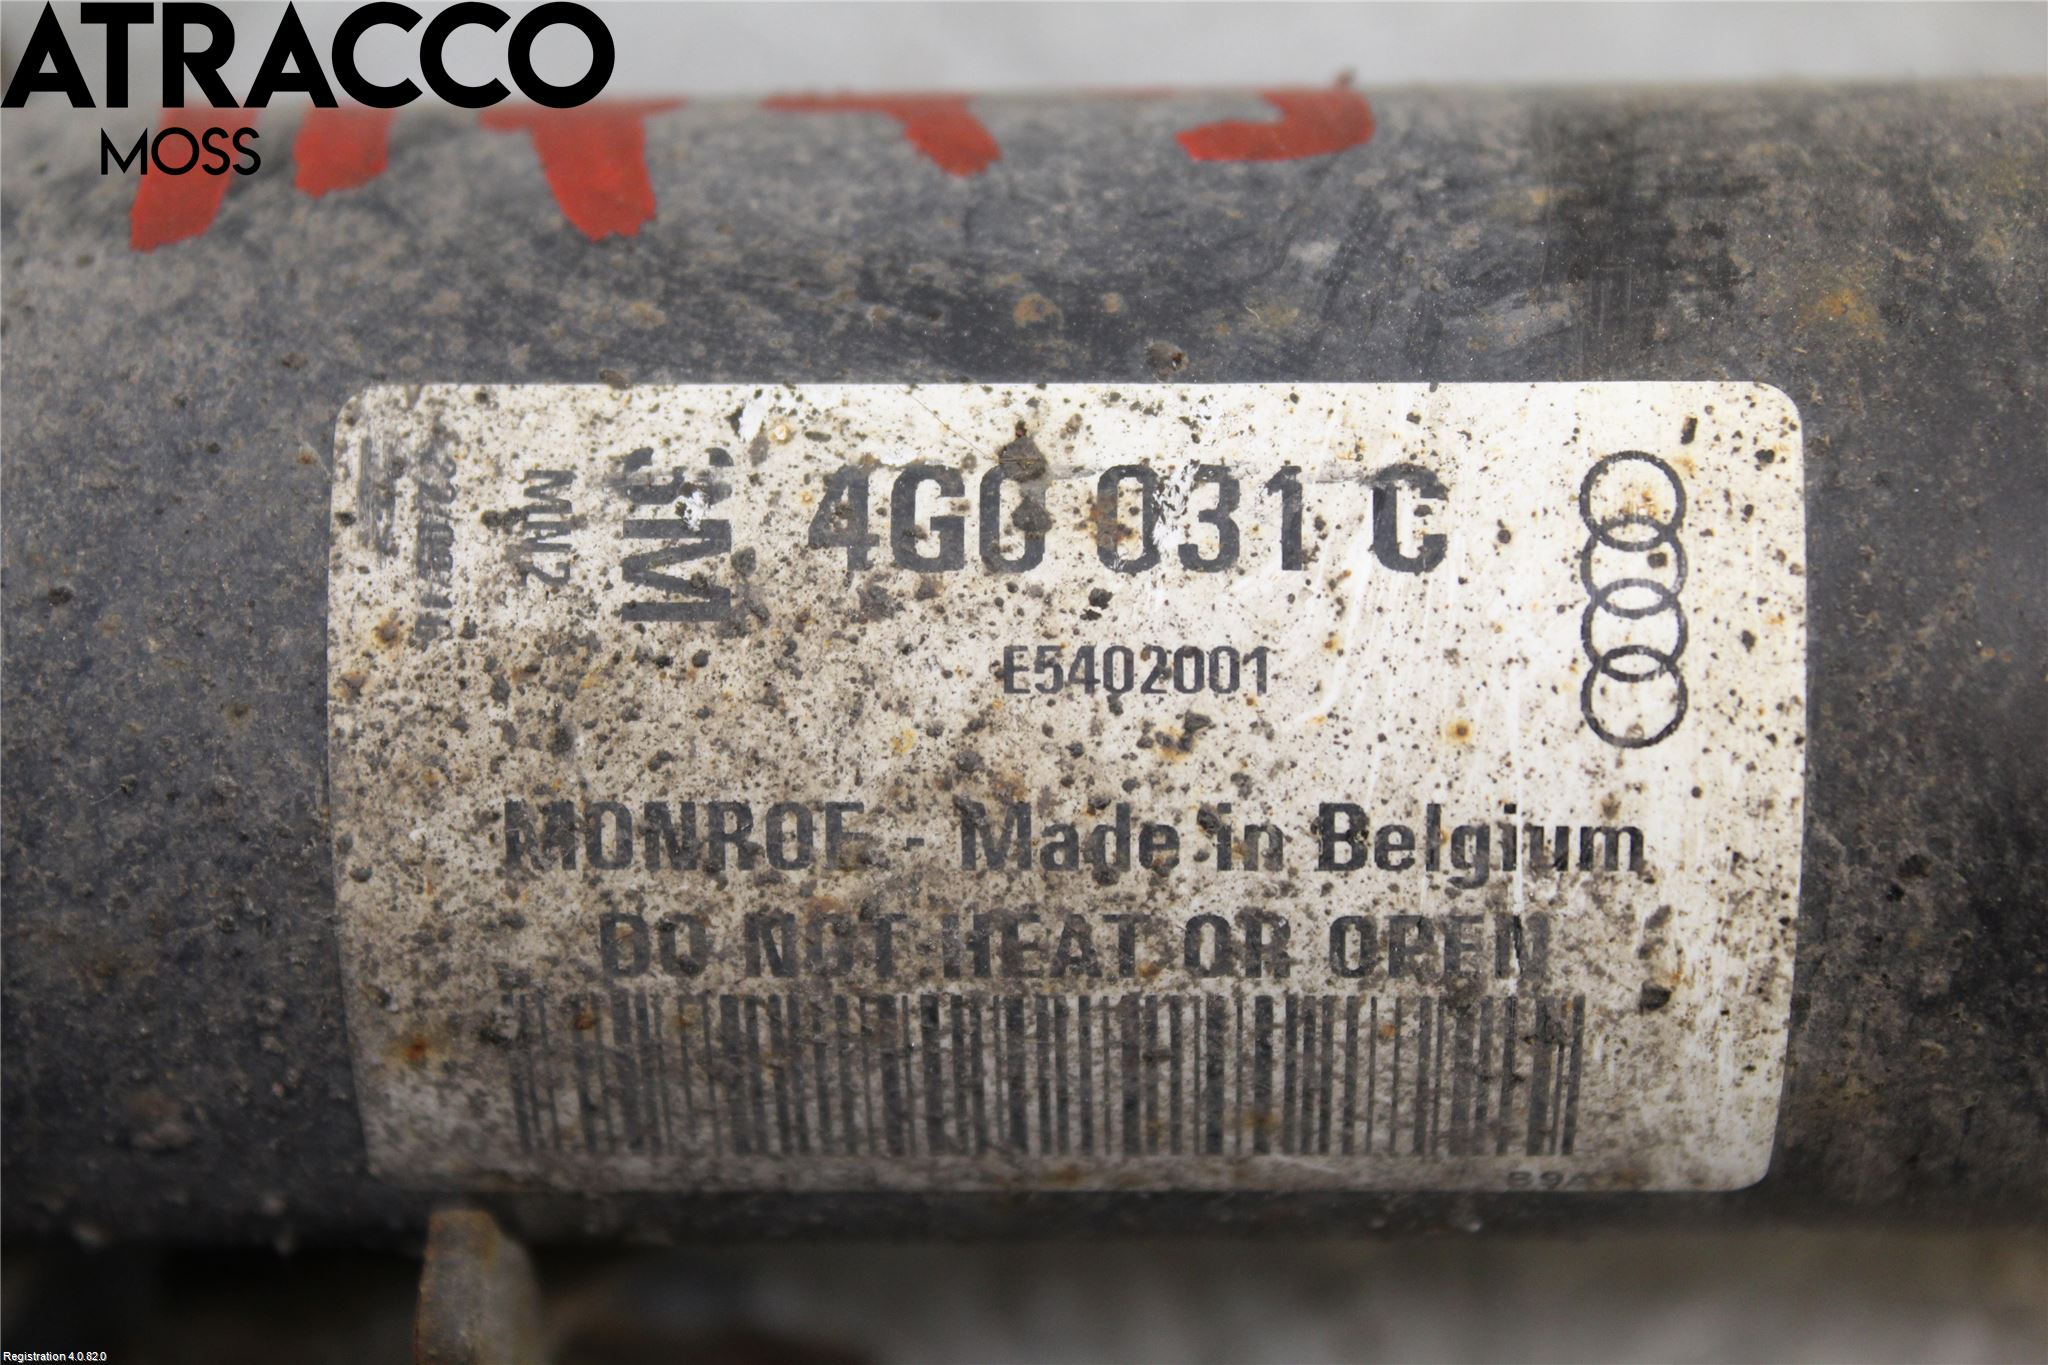 ATRACCO
MOSS
4G0 031 C
MN2
E5402001
MONROE - Made in Belgium
DO NOT HEAT OR OPEN
Registration 4.0.82.0